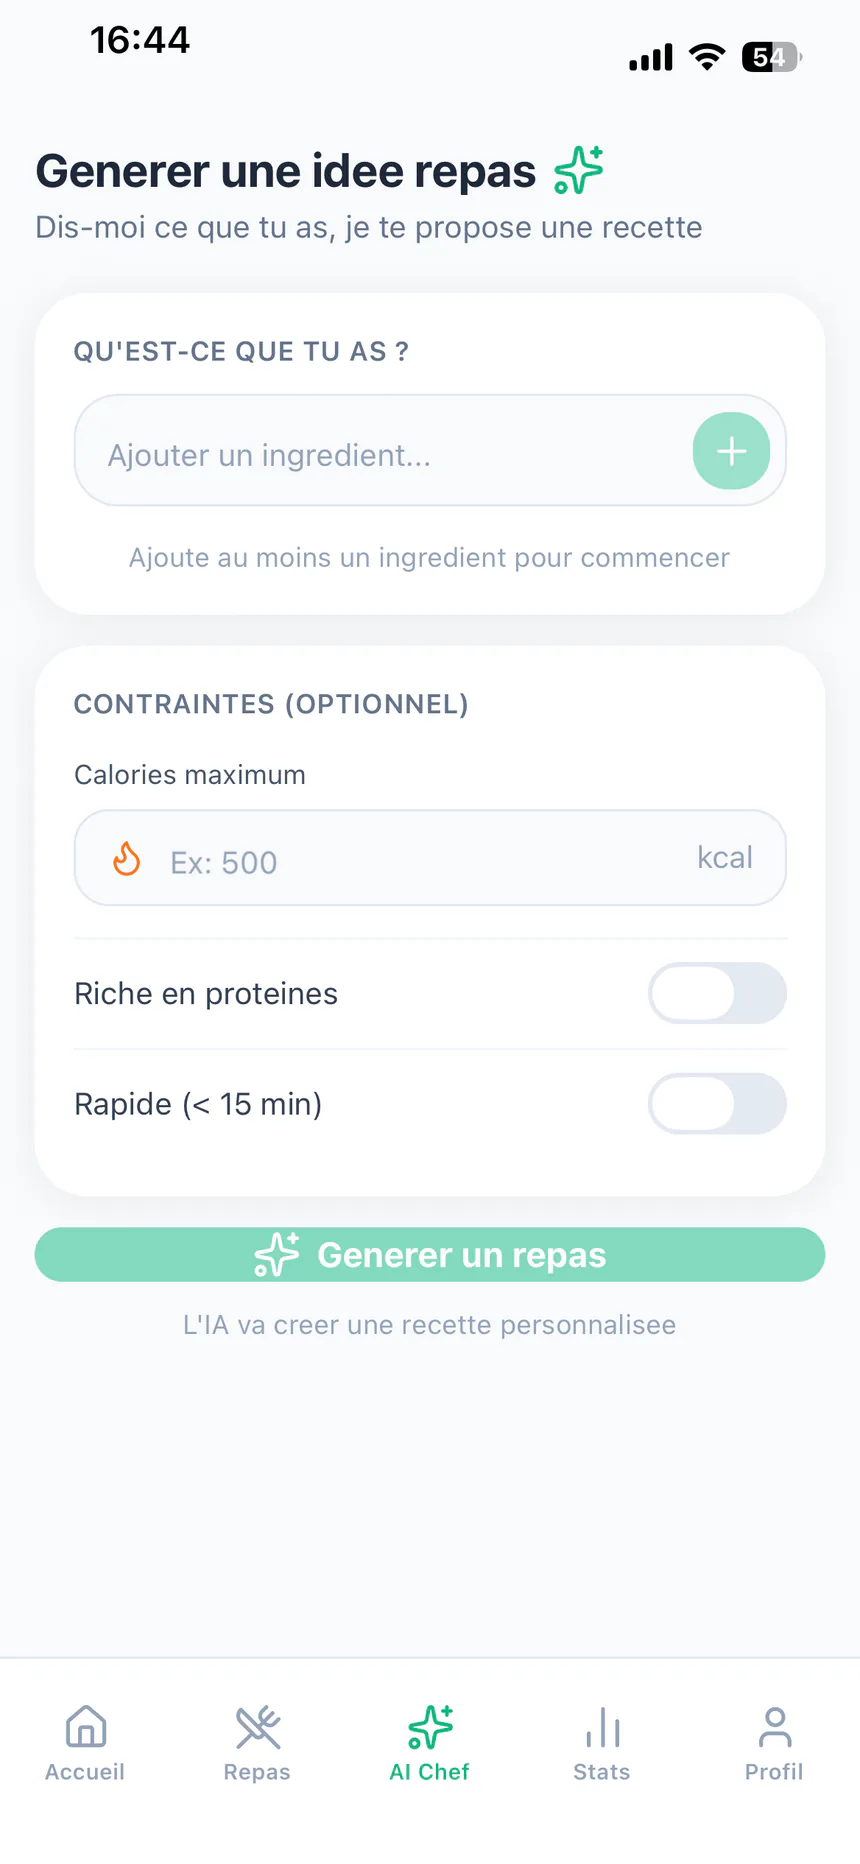 16:44
54
Generer une idee repas
Dis-moi ce que tu as, je te propose une recette
QU'EST-CE QUE TU AS ?
Ajouter un ingredient...
Ajoute au moins un ingredient pour commencer
CONTRAINTES (OPTIONNEL)
Calories maximum
Ex: 500 kcal
Riche en proteines
Rapide (< 15 min)
Generer un repas
L'IA va creer une recette personnalisee
Accueil Repas AI Chef Stats Profil